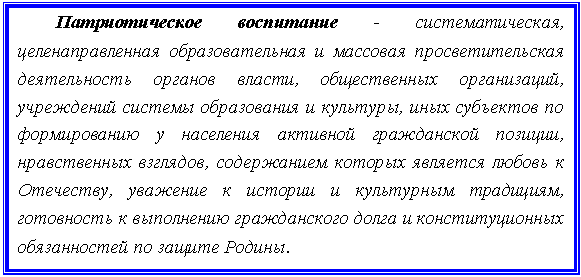 Патриотическое воспитание - систематическая,
целенаправленная образовательная и массовая просветительская
деятельность органов власти, общественных организаций,
учреждений системы образования и культуры, иных субъектов по
формированию у населения активной гражданской позиции,
нравственных взглядов, содержанием которых является любовь к
Отечеству, уважение к истории и культурным традициям,
готовность к выполнению гражданского долга и конституционных
обязанностей по защите Родины.